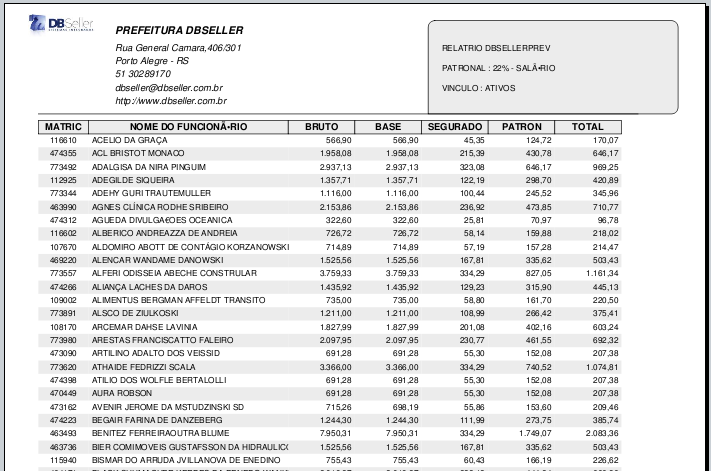 DBSeller
SISTEMAS INTEGRADOS
PREFEITURA DBSELLER
Rua General Camara,406/301
Porto Alegre - RS
51 30289170
dbseller@dbseller.com.br
http://www.dbseller.com.br
RELATRIO DBSELLERPREV
PATRONAL : 22% - SALÃ•RIO
VINCULO : ATIVOS
MATRIC NOME DO FUNCIONÃ•RIO BRUTO BASE SEGURADO PATRON TOTAL
116610 ACELIO DA GRAÇA 566,90 566,90 45,35 124,72 170,07
474355 ACL BRISTOT MONACO 1.958,08 1.958,08 215,39 430,78 646,17
773492 ADALGISA DA NIRA PINGUIM 2.937,13 2.937,13 323,08 646,17 969,25
112925 ADEGILDE SIQUEIRA 1.357,71 1.357,71 122,19 298,70 420,89
773344 ADEHY GURI TRAUTEMULLER 1.116,00 1.116,00 100,44 245,52 345,96
463990 AGNES CLÍNICA RODRHE SRIBEIRO 2.153,86 2.153,86 236,92 473,85 710,77
474312 AGUEDA DIVULGA€OES OCEANICA 322,60 322,60 25,81 70,97 96,78
116602 ALBERICO ANDREAZZA DE ANDREIA 726,72 726,72 58,14 159,88 218,02
107670 ALDOMIRO ABOTT DE CONTÁGIO KORZANOWSKI 714,89 714,89 57,19 157,28 214,47
469220 ALENCAR WANDAME DANOWSKI 1.525,56 1.525,56 167,81 335,62 503,43
773557 ALFERI ODISSEIA ABECHE CONSTRULAR 3.759,33 3.759,33 334,29 827,05 1.161,34
474266 ALIANÇA LACHES DA DAROS 1.435,92 1.435,92 129,23 315,90 445,13
109002 ALIMENTUS BERGMAN AFFELDT TRANSITO 735,00 735,00 58,80 161,70 220,50
773891 ALSCO DE ZIULKOSKI 1.211,00 1.211,00 108,99 266,42 375,41
108170 ARCEMAR DAHSE LAVINIA 1.827,99 1.827,99 201,08 402,16 603,24
773980 ARESTAS FRANCISCATTO FALEIRO 2.097,95 2.097,95 230,77 461,55 692,32
473090 ARTILINO ADALTO DOS VEISSID 691,28 691,28 55,30 152,08 207,38
773620 ATHAIDE FEDRIZZI SCALA 3.366,00 3.366,00 334,29 740,52 1.074,81
474398 ATILIO DOS WOLFLE BERTALOLLI 691,28 691,28 55,30 152,08 207,38
470449 AURA ROBSON 691,28 691,28 55,30 152,08 207,38
473162 AVENIR JEROME DA MSTUDZINSKI SD 715,26 698,19 55,86 153,60 209,46
474223 BEGAIR FARINA DE DANZEBERG 1.244,30 1.244,30 111,99 273,75 385,74
463493 BENITEZ FERREIRAOUTRA BLUME 7.950,31 7.950,31 334,29 1.749,07 2.083,36
463736 BIER COMIMOVEIS GUSTAFSSON DA HIDRAULIC 1.525,56 1.525,56 167,81 335,62 503,43
115940 BISMAR DO ARRUDA JVILLANOVA DE ENEDINO 755,43 755,43 60,43 166,19 226,62